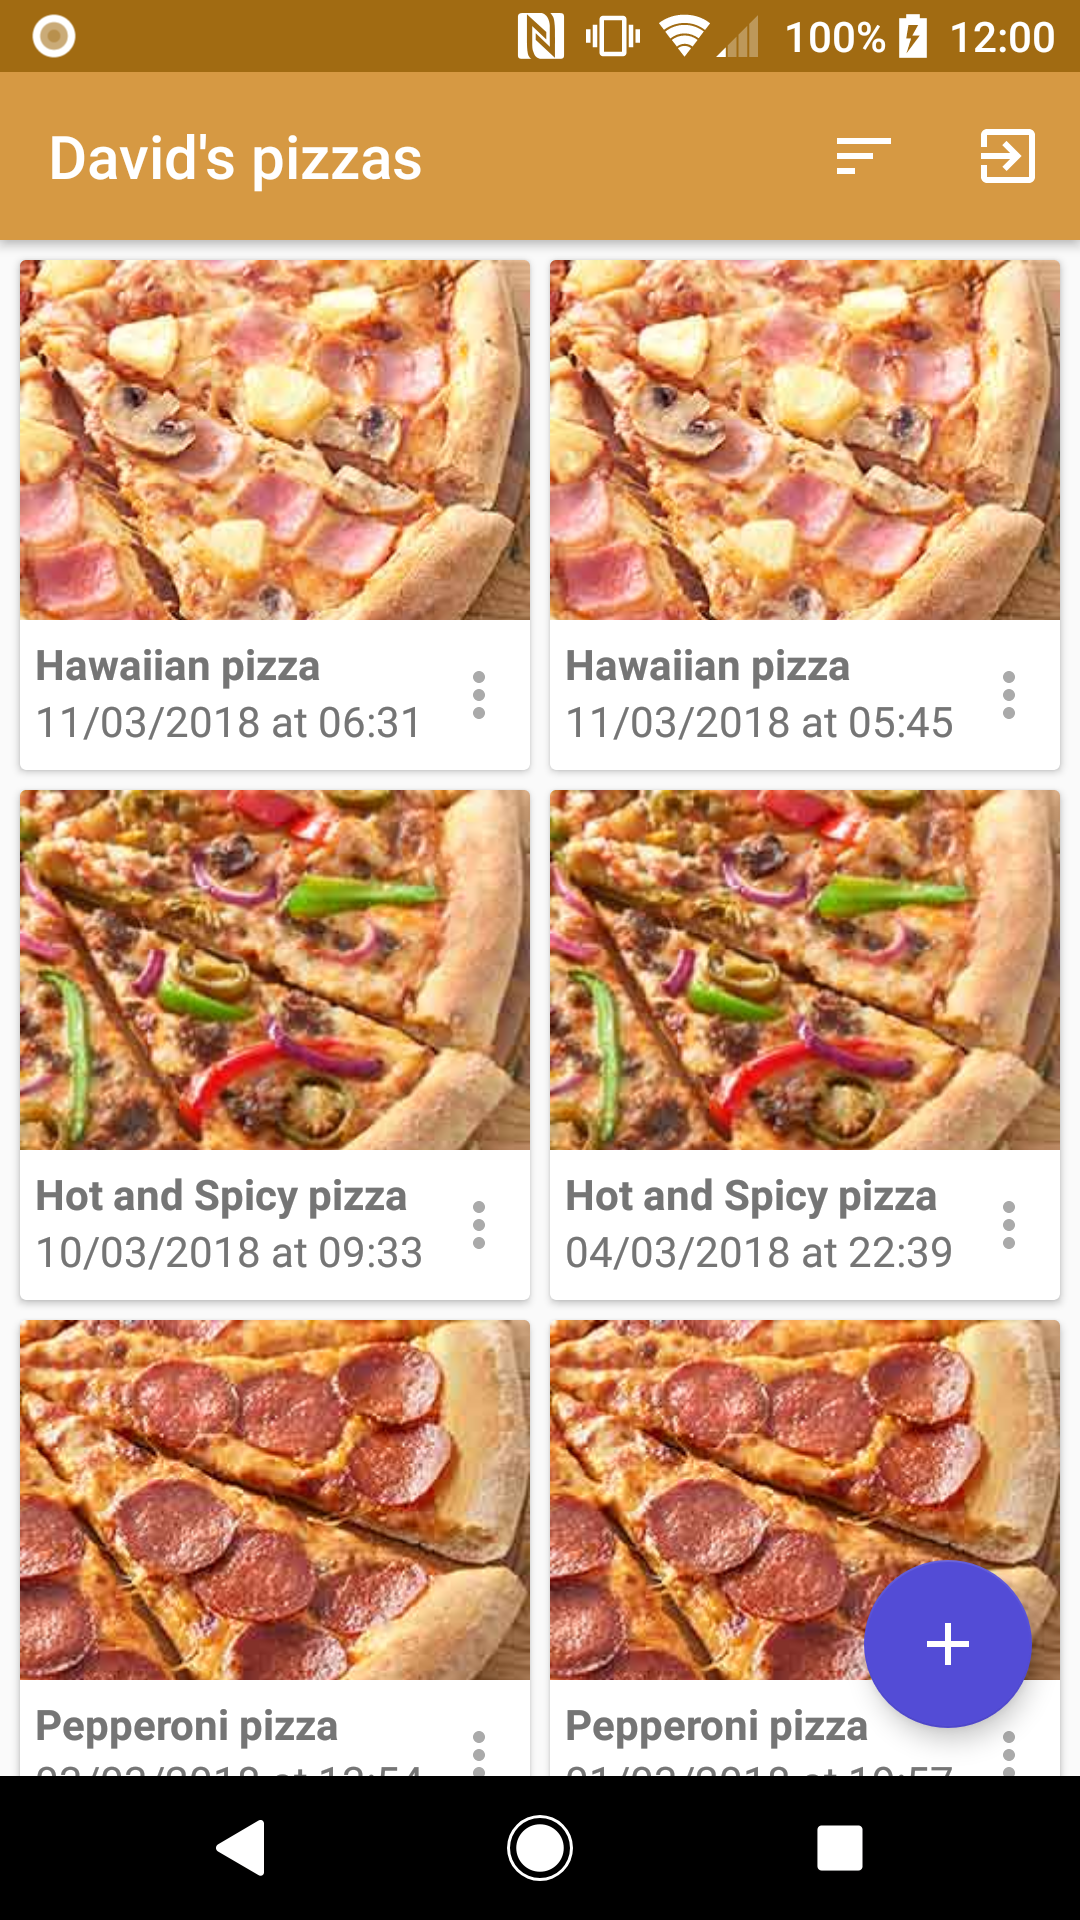 100% 12:00
David's pizzas
Hawaiian pizza
11/03/2018 at 06:31
Hawaiian pizza
11/03/2018 at 05:45
Hot and Spicy pizza
10/03/2018 at 09:33
Hot and Spicy pizza
04/03/2018 at 22:39
Pepperoni pizza
Pepperoni pizza